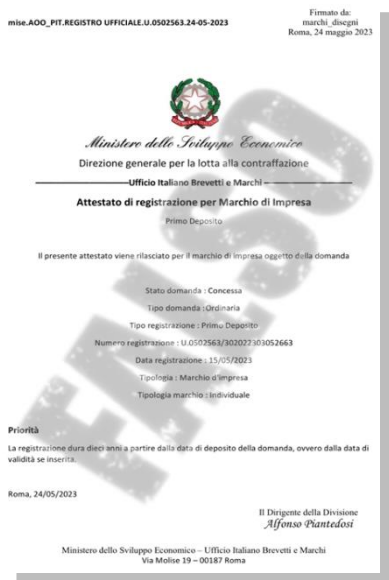 Firmato da:
mise.AOO_PIT.REGISTRO UFFICIALE.U.0502563.24-05-2023
marchi_disegni
Roma, 24 maggio 2023
Ministero dello Sviluppo Economico
Direzione generale per la lotta alla contraffazione
Ufficio Italiano Brevetti e Marchi
Attestato di registrazione per Marchio di Impresa
Primo Deposito
Il presente attestato viene rilasciato per il marchio di impresa oggetto della domanda
Stato domanda : Concessa
Tipo domanda :Ordinaria
Tipo registrazione : Primo Deposito
Numero registrazione : U.0502563/302022303052663
Data registrazione : 15/05/2023
Tipologia : Marchio d'impresa
Tipologia marchio : Individuale
FALSO
Priorità
La registrazione dura dieci anni a partire dalla data di deposito della domanda, ovvero dalla data di
validità se inserita.
Roma, 24/05/2023
Il Dirigente della Divisione
Alfonso Piantedosi
Ministero dello Sviluppo Economico – Ufficio Italiano Brevetti e Marchi
Via Molise 19 – 00187 Roma